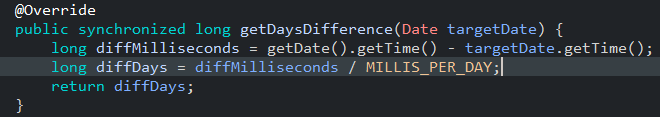 @Override
public synchronized long getDaysDifference(Date targetDate) {
    long diffMilliseconds = getDate().getTime() - targetDate.getTime();
    long diffDays = diffMilliseconds / MILLIS_PER_DAY;
    return diffDays;
}